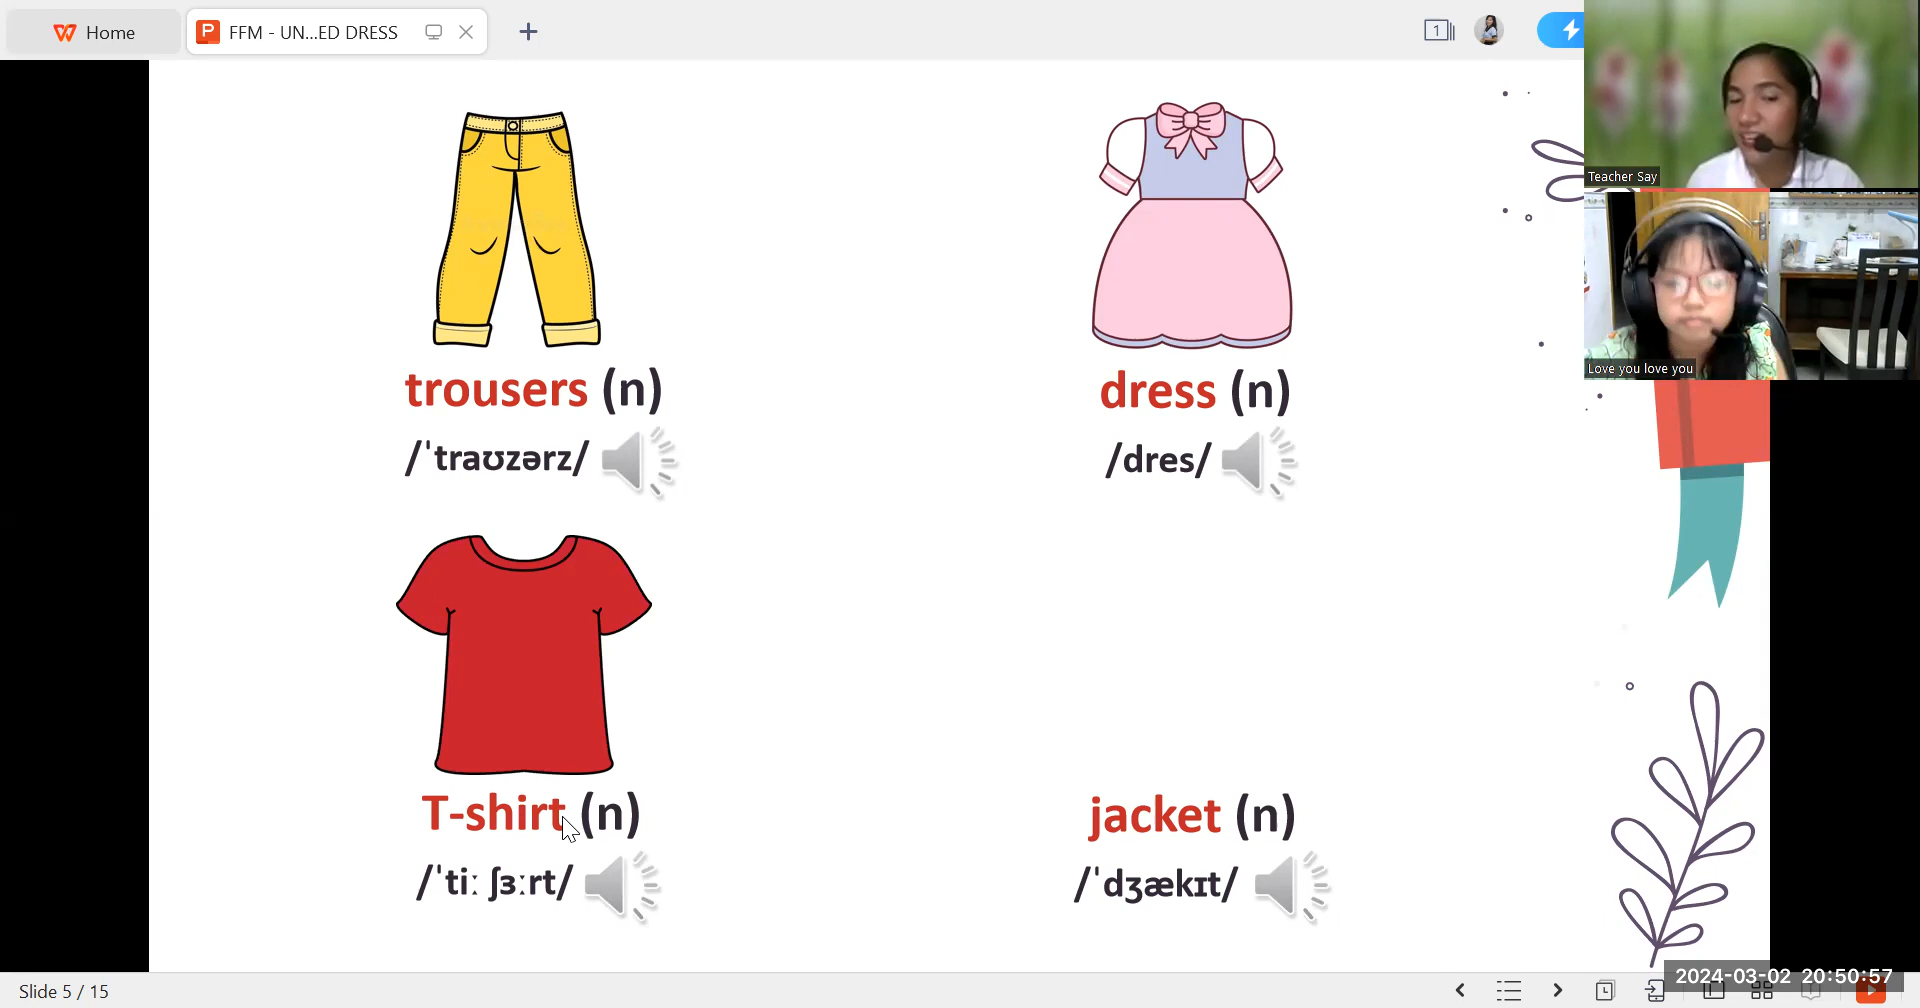 Home
FFM - UN...ED DRESS
1
Teacher Say
Love you love you
trousers (n)
/ˈtraʊzərz/
dress (n)
/dres/
T-shirt (n)
/ˈtiː ʃɜːrt/
jacket (n)
/ˈdʒækɪt/
Slide 5 / 15
2024-03-02 20:50:57